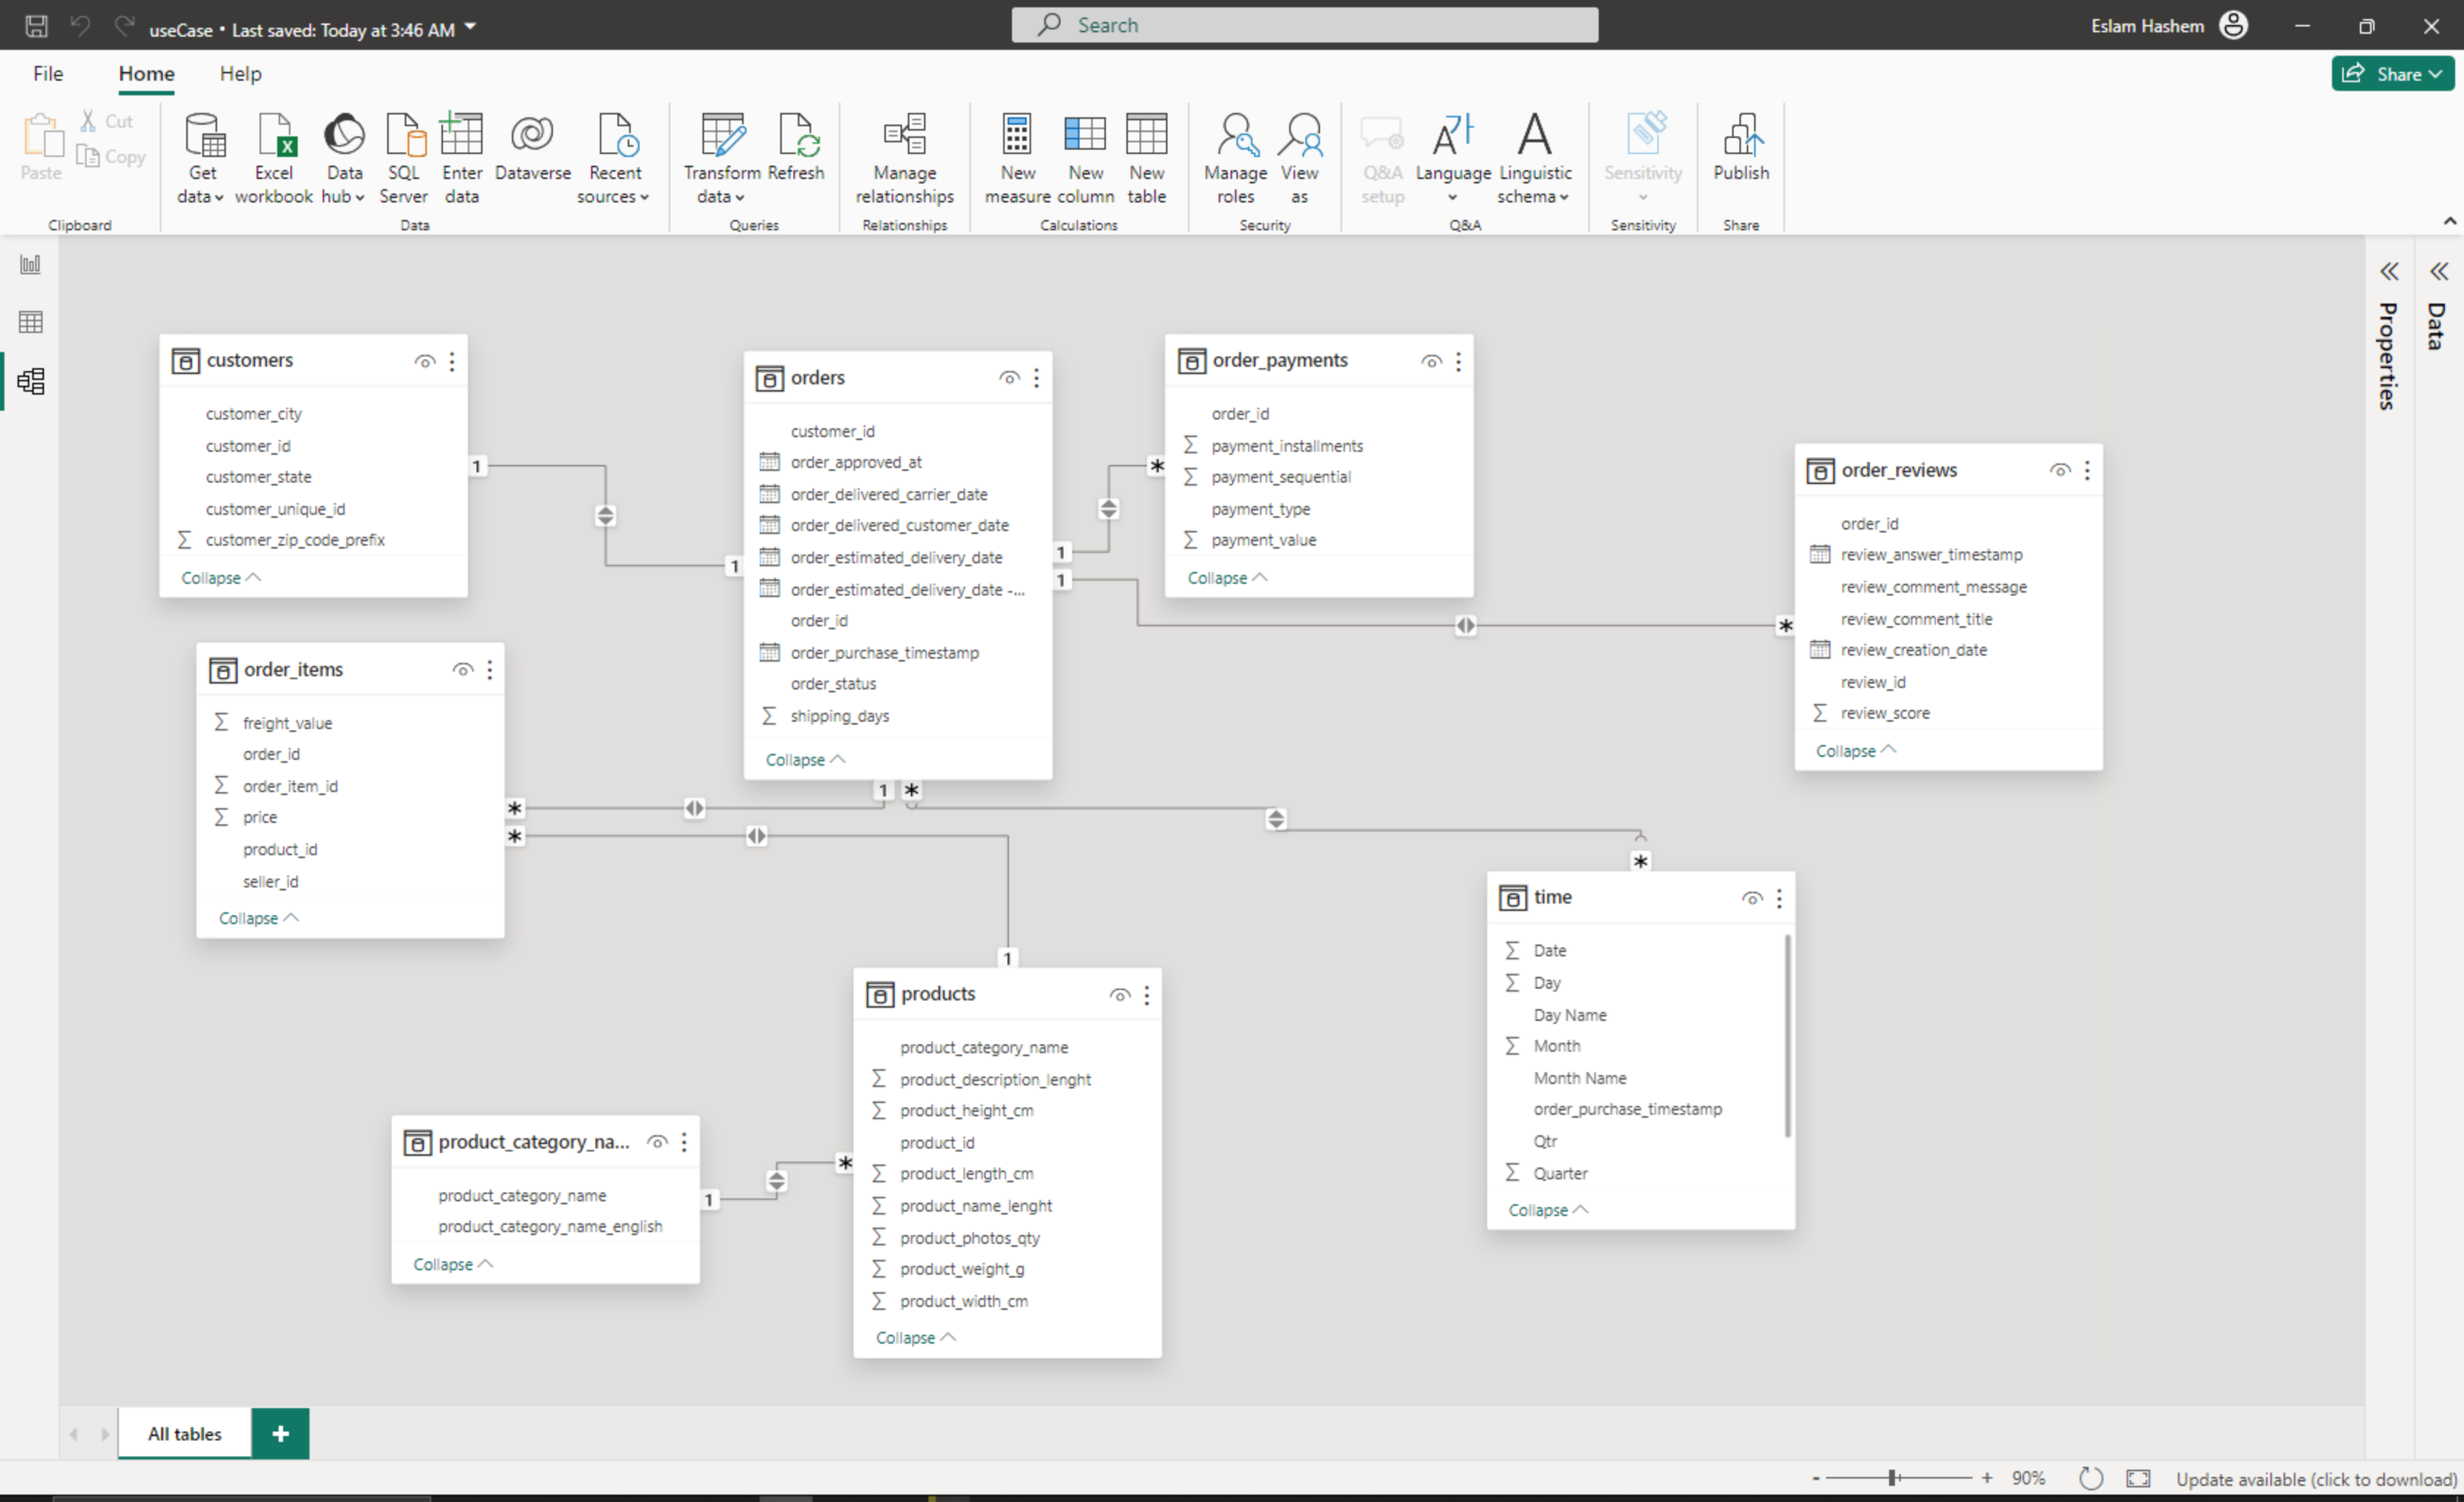 useCase • Last saved: Today at 3:46 AM
Search
Eslam Hashem
File
Home
Help
Share
Paste
Cut
Copy
Get data
Excel workbook
Data hub
SQL Server
Enter data
Dataverse
Recent sources
Transform data
Refresh
Manage relationships
New measure
New column
New table
Manage roles
View as
Q&A setup
Language
Linguistic schema
Sensitivity
Publish
Clipboard
Data
Queries
Relationships
Calculations
Security
Q&A
Sensitivity
Share
Properties
Data
customers
customer_city
customer_id
customer_state
customer_unique_id
customer_zip_code_prefix
Collapse
1
1
orders
customer_id
order_approved_at
order_delivered_carrier_date
order_delivered_customer_date
order_estimated_delivery_date
order_estimated_delivery_date -...
order_id
order_purchase_timestamp
order_status
shipping_days
Collapse
1
*
1
*
order_payments
order_id
payment_installments
payment_sequential
payment_type
payment_value
Collapse
order_reviews
order_id
review_answer_timestamp
review_comment_message
review_comment_title
review_creation_date
review_id
review_score
Collapse
order_items
freight_value
order_id
order_item_id
price
product_id
seller_id
Collapse
1
*
*
*
*
1
time
Date
Day
Day Name
Month
Month Name
order_purchase_timestamp
Qtr
Quarter
Collapse
products
product_category_name
product_description_lenght
product_height_cm
product_id
product_length_cm
product_name_lenght
product_photos_qty
product_weight_g
product_width_cm
Collapse
product_category_na...
product_category_name
product_category_name_english
Collapse
1
*
All tables
+
- + 90%
Update available (click to download)